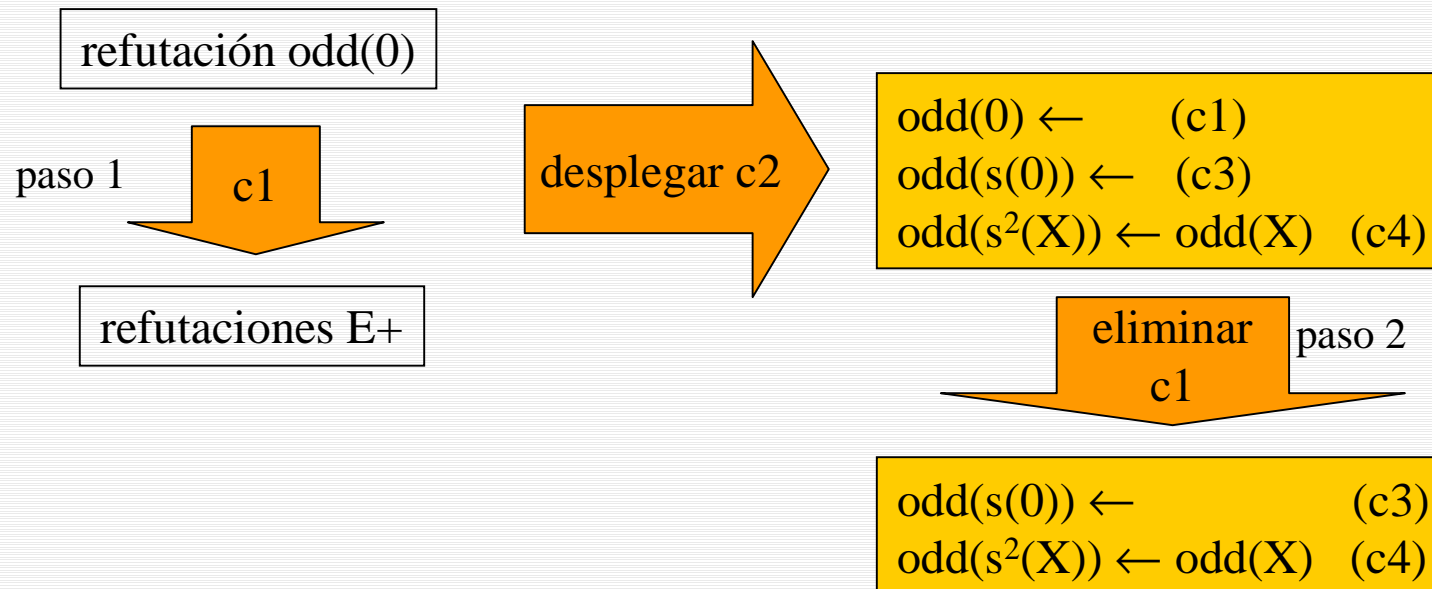 refutación odd(0)
paso 1
c1
refutaciones E+
desplegar c2
odd(0) ← (c1)
odd(s(0)) ← (c3)
odd(s²(X)) ← odd(X) (c4)
eliminar
c1
paso 2
odd(s(0)) ← (c3)
odd(s²(X)) ← odd(X) (c4)